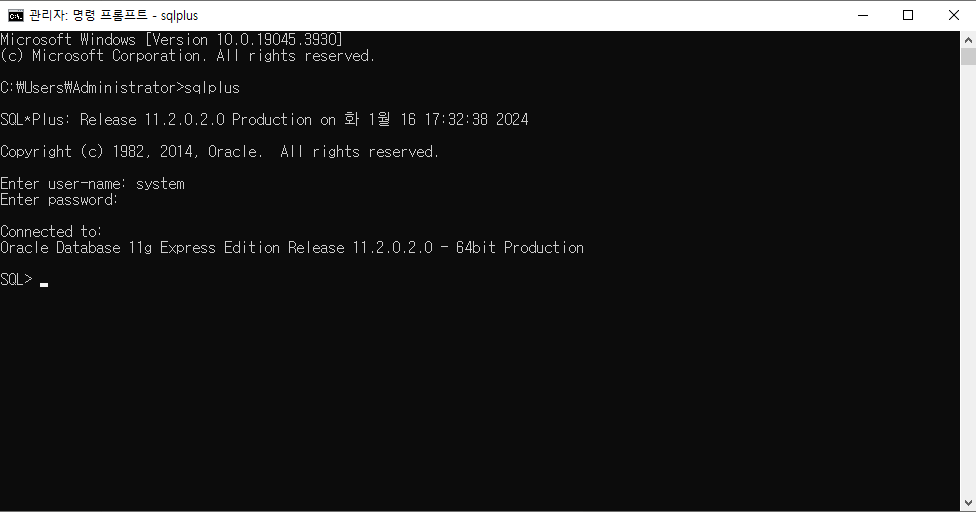 관리자: 명령 프롬프트 - sqlplus
Microsoft Windows [Version 10.0.19045.3930]
(c) Microsoft Corporation. All rights reserved.
C:₩Users₩Administrator>sqlplus
SQL*Plus: Release 11.2.0.2.0 Production on 화 1월 16 17:32:38 2024
Copyright (c) 1982, 2014, Oracle.  All rights reserved.
Enter user-name: system
Enter password:
Connected to:
Oracle Database 11g Express Edition Release 11.2.0.2.0 - 64bit Production
SQL>